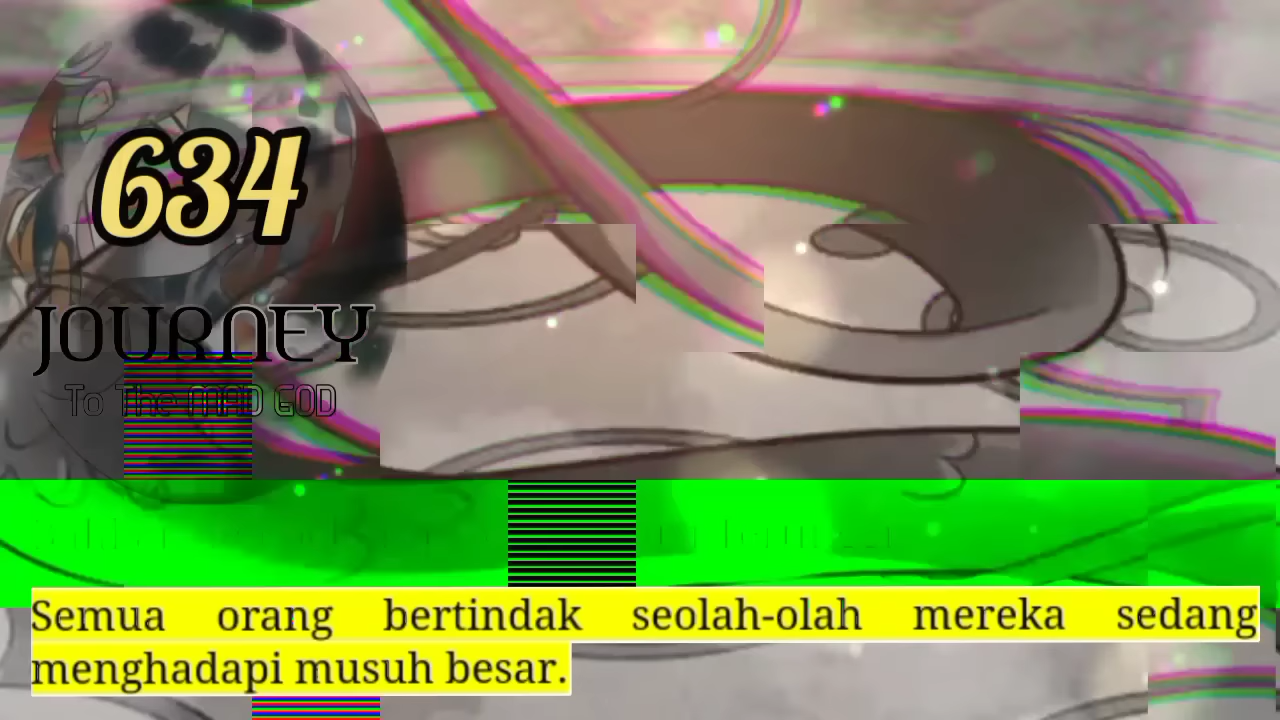 634
JOURNEY
To The MAD GOD
Semua orang bertindak seolah-olah mereka sedang
menghadapi musuh besar.